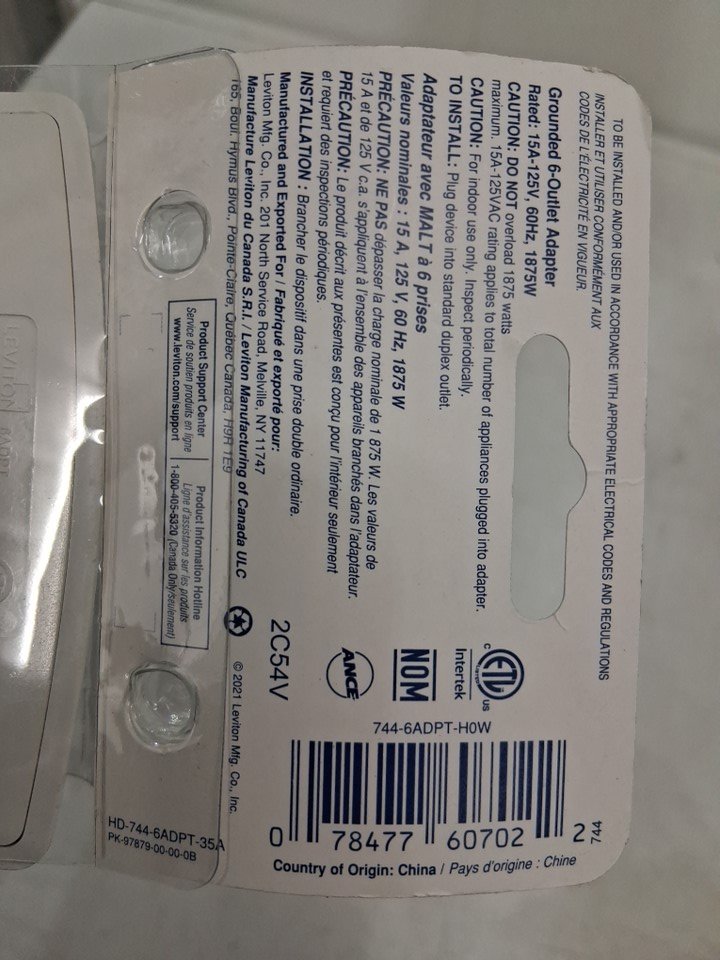 TO BE INSTALLED AND/OR USED IN ACCORDANCE WITH APPROPRIATE ELECTRICAL CODES AND REGULATIONS
INSTALLER ET UTILISER CONFORMÉMENT AUX
CODES DE L'ÉLECTRICITÉ EN VIGUEUR.
Grounded 6-Outlet Adapter
Rated: 15A-125V, 60Hz, 1875W
CAUTION: DO NOT overload 1875 watts
maximum. 15A-125VAC rating applies to total number of appliances plugged into adapter.
CAUTION: For indoor use only. Inspect periodically.
TO INSTALL: Plug device into standard duplex outlet.
Adaptateur avec MALT à 6 prises
Valeurs nominales : 15 A, 125 V, 60 Hz, 1875 W
PRÉCAUTION: NE PAS dépasser la charge nominale de 1 875 W. Les valeurs de
15 A et de 125 V c.a. s'appliquent à l'ensemble des appareils branchés dans l'adaptateur.
PRÉCAUTION: Le produit décrit aux présentes est conçu pour l'intérieur seulement
et requiert des inspections périodiques.
INSTALLATION : Brancher le dispositif dans une prise double ordinaire.
Manufactured and Exported For / Fabriqué et exporté pour:
Leviton Mfg. Co., Inc. 201 North Service Road, Melville, NY 11747
Manufacture Leviton du Canada S.R.I. / Leviton Manufacturing of Canada ULC
165, Boul. Hymus Blvd., Pointe-Claire, Québec Canada, H9R 1E9
Product Support Center
Service de soutien produits en ligne
www.leviton.com/support
Product Information Hotline
Ligne d'assistance sur les produits
1-800-405-5320 (Canada Only/seulement)
C ETL US
Intertek
NOM
ANCE
2C54V
© 2021 Leviton Mfg. Co., Inc.
744-6ADPT-H0W
744
0 78477 60702 2
Country of Origin: China / Pays d'origine : Chine
HD-744-6ADPT-35A
PK-97879-00-00-0B
LEVITON